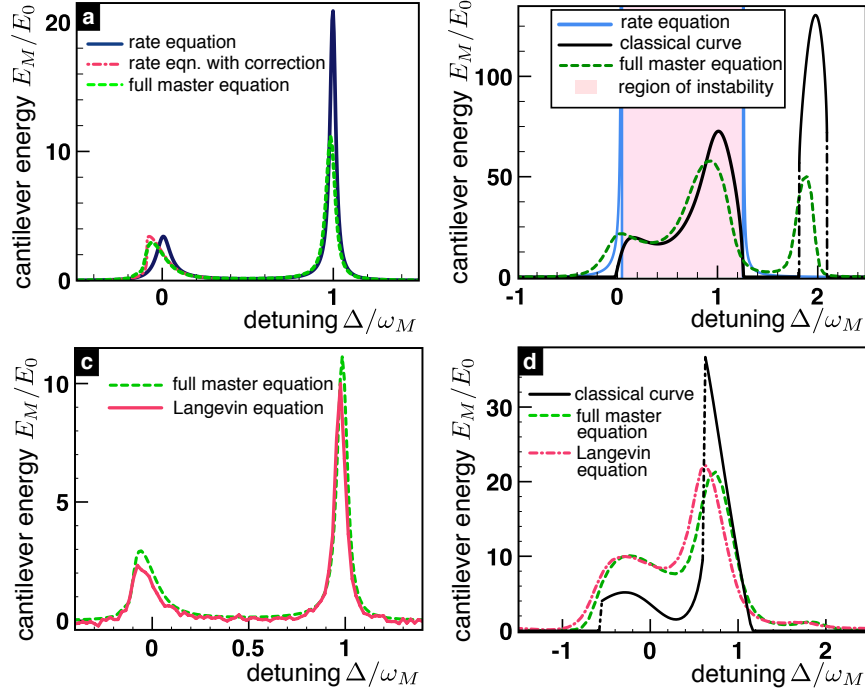 a
cantilever energy E_M/E_0
20
10
0
rate equation
rate eqn. with correction
full master equation
0
1
detuning Δ/ω_M
cantilever energy E_M/E_0
100
50
0
rate equation
classical curve
full master equation
region of instability
-1
0
1
2
detuning Δ/ω_M
c
cantilever energy E_M/E_0
10
5
0
full master equation
Langevin equation
0
0.5
1
detuning Δ/ω_M
d
cantilever energy E_M/E_0
30
20
10
0
classical curve
full master
equation
Langevin
equation
-1
0
1
2
detuning Δ/ω_M